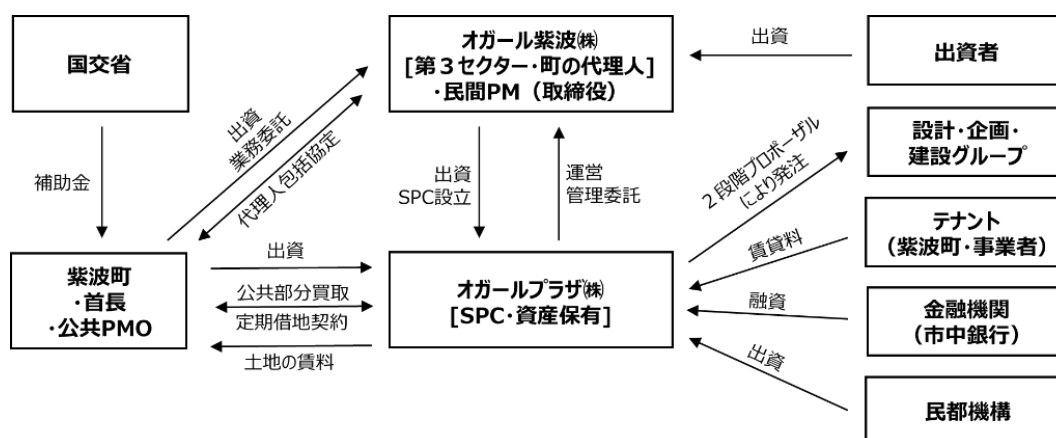 国交省
オガール紫波㈱
[第３セクター・町の代理人]
・民間PM（取締役）
出資
出資者
出資
業務委託
代理人包括協定
補助金
出資
SPC設立
運営
管理委託
２段階プロポーザル
により発注
設計・企画・
建設グループ
紫波町
・首長
・公共PMO
出資
公共部分買取
定期借地契約
土地の賃料
オガールプラザ㈱
[SPC・資産保有]
賃貸料
テナント
（紫波町・事業者）
融資
金融機関
（市中銀行）
出資
民都機構